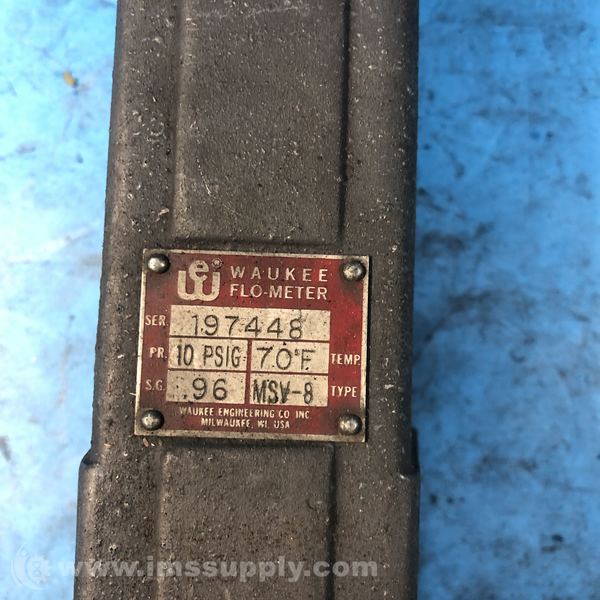 We® WAUKEE
FLO-METER
SER. 197448
PR. 10 PSIG 70°F TEMP.
S.G. .96 MSV-8 TYPE
WAUKEE ENGINEERING CO INC.
MILWAUKEE, WI. USA
www.imssupply.com